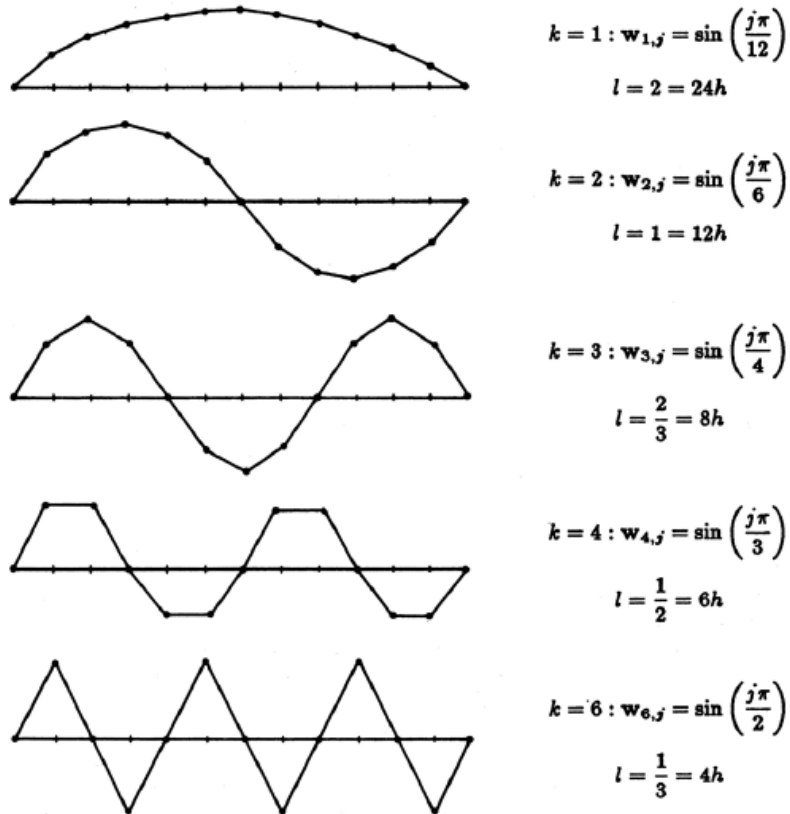 k = 1 : w₁,ⱼ = sin (jπ/12)
l = 2 = 24h
k = 2 : w₂,ⱼ = sin (jπ/6)
l = 1 = 12h
k = 3 : w₃,ⱼ = sin (jπ/4)
l = 2/3 = 8h
k = 4 : w₄,ⱼ = sin (jπ/3)
l = 1/2 = 6h
k = 6 : w₆,ⱼ = sin (jπ/2)
l = 1/3 = 4h